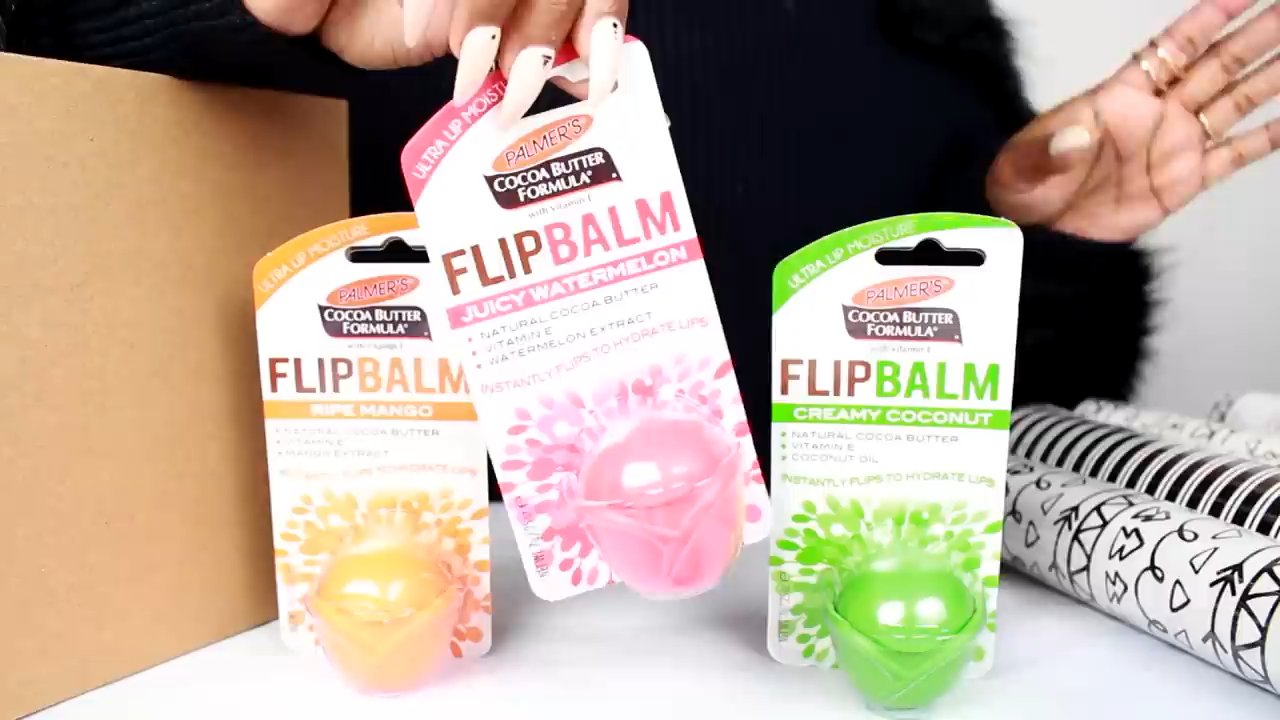 ULTRA LIP MOISTURE
PALMER'S
COCOA BUTTER
FORMULA®
FLIPBALM
RIPE MANGO
NATURAL COCOA BUTTER
VITAMIN E
MANGO EXTRACT
INSTANTLY FLIPS TO HYDRATE LIPS
ULTRA LIP MOISTU
PALMER'S
COCOA BUTTER
FORMULA®
with Vitamin E
FLIPBALM
JUICY WATERMELON
• NATURAL COCOA BUTTER
• VITAMIN E
• WATERMELON EXTRACT
INSTANTLY FLIPS TO HYDRATE LIPS
ULTRA LIP MOISTURE
PALMER'S
COCOA BUTTER
FORMULA®
with Vitamin E
FLIPBALM
CREAMY COCONUT
• NATURAL COCOA BUTTER
• VITAMIN E
• COCONUT OIL
INSTANTLY FLIPS TO HYDRATE LIPS